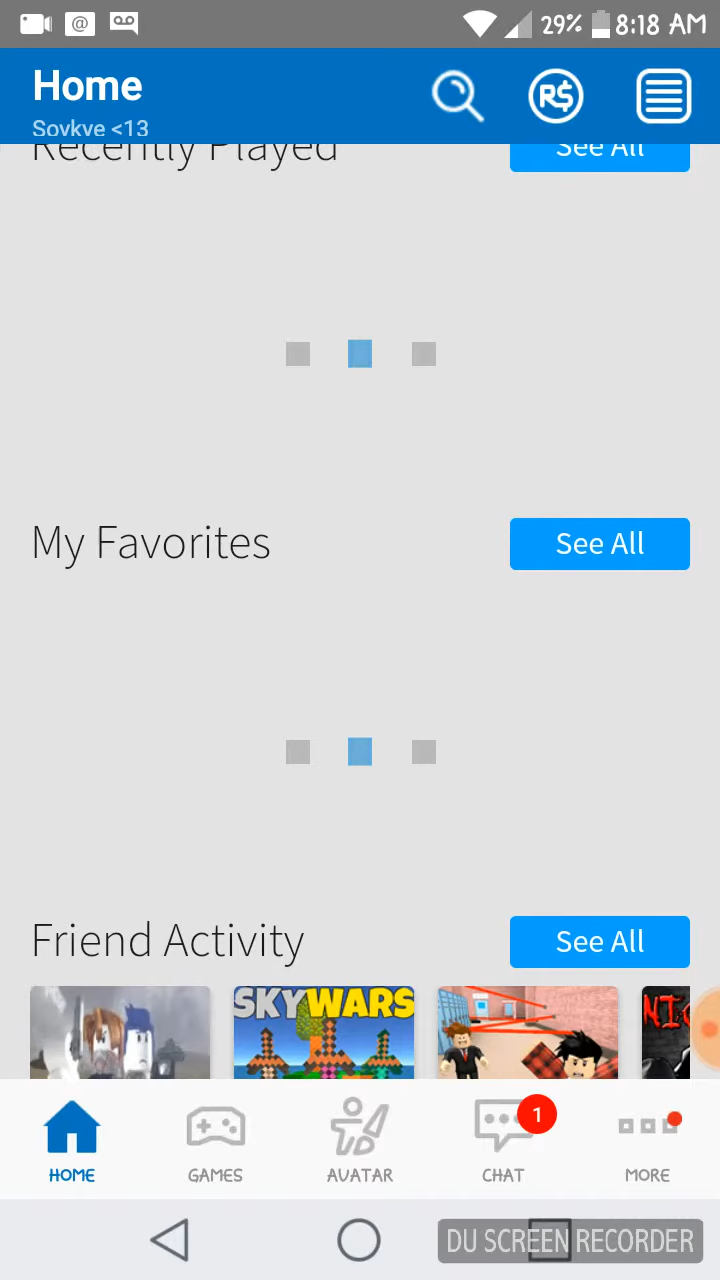 29% 8:18 AM
Home
R$
Sovkve <13
Recently Played
See All
My Favorites
See All
Friend Activity
See All
SKYWARS
1
HOME
GAMES
AVATAR
CHAT
MORE
DU SCREEN RECORDER